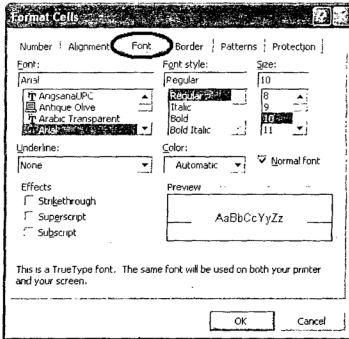 Format Cells
Number Alignment Font Border Patterns Protection
Font: Font style: Size:
Arial Regular 10
AngsanaUPC Regular 8
Antique Olive Italic 9
Arabic Transparent Bold 10
Arial Bold Italic 11
Underline: Color:
None Automatic Normal font
Effects Preview
Strikethrough
Superscript AaBbCcYyZz
Subscript
This is a TrueType font. The same font will be used on both your printer
and your screen.
OK Cancel